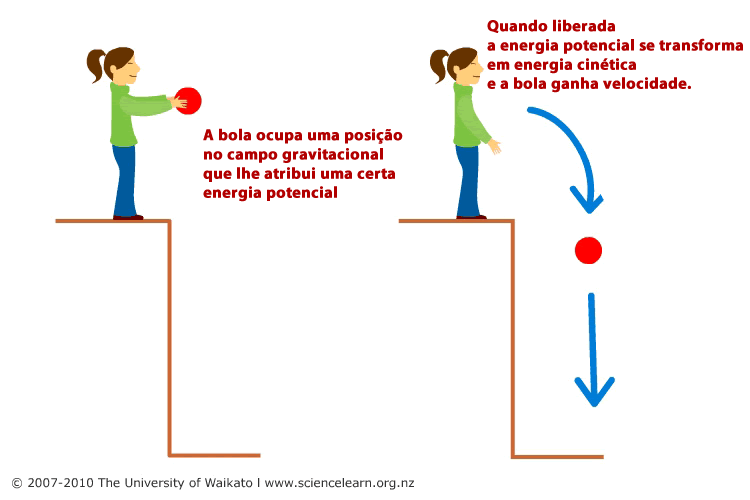 A bola ocupa uma posição
no campo gravitacional
que lhe atribui uma certa
energia potencial
Quando liberada
a energia potencial se transforma
em energia cinética
e a bola ganha velocidade.
© 2007-2010 The University of Waikato l www.sciencelearn.org.nz